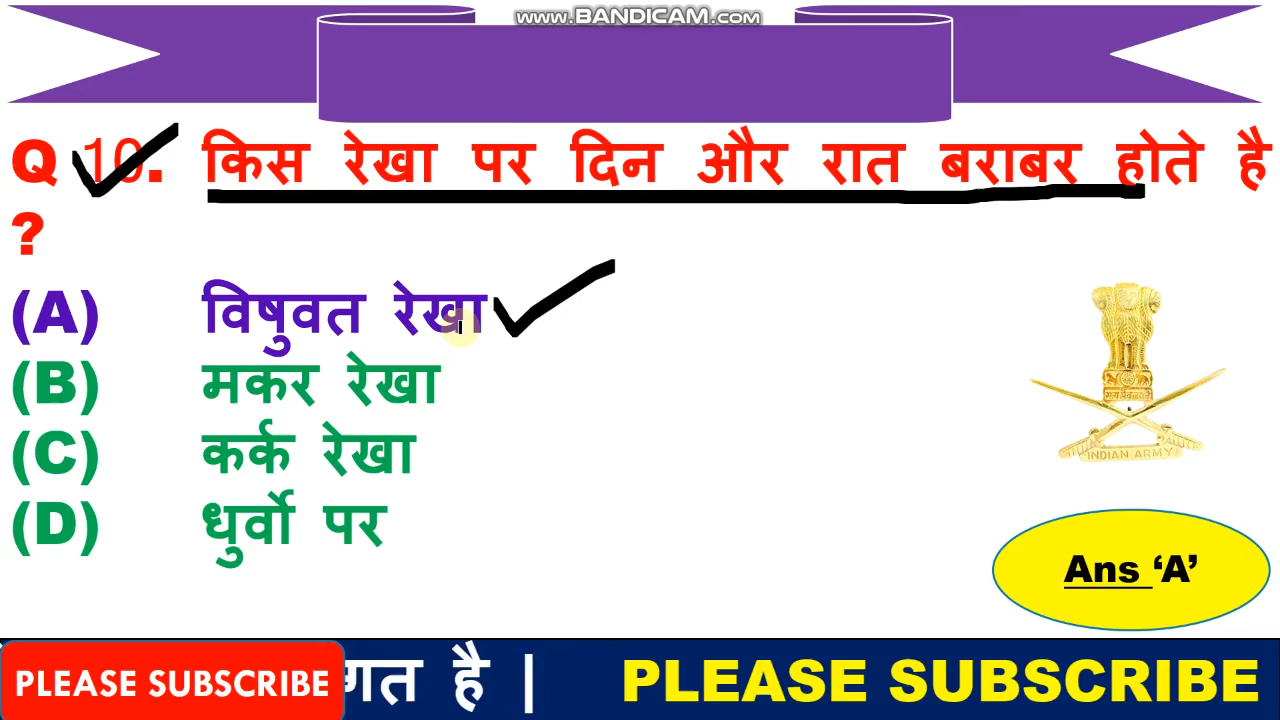 www.BANDICAM.com
Q 10. किस रेखा पर दिन और रात बराबर होते है
?
(A) विषुवत रेखा
(B) मकर रेखा
(C) कर्क रेखा
(D) धुर्वो पर
INDIAN ARMY
Ans ‘A’
PLEASE SUBSCRIBE गत है | PLEASE SUBSCRIBE